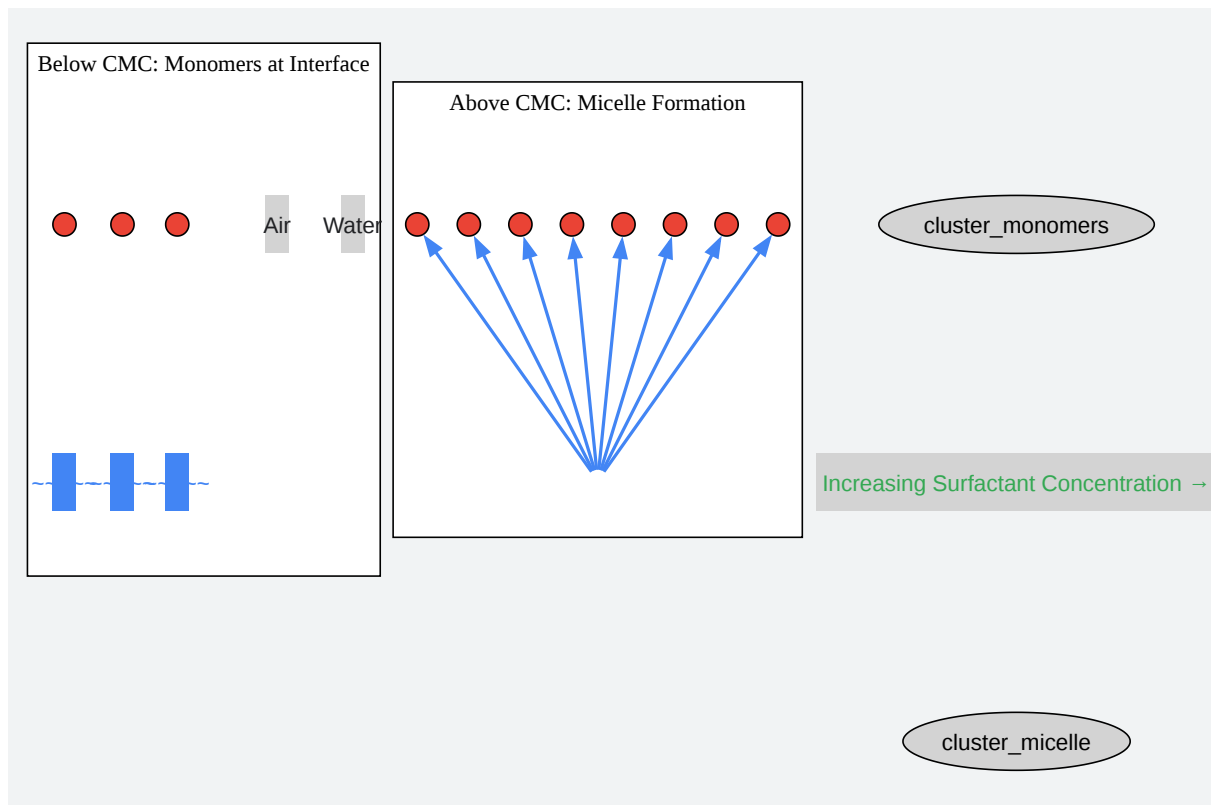 Below CMC: Monomers at Interface
Above CMC: Micelle Formation
Air
Water
cluster_monomers
~~~~~~~~~
Increasing Surfactant Concentration →
cluster_micelle